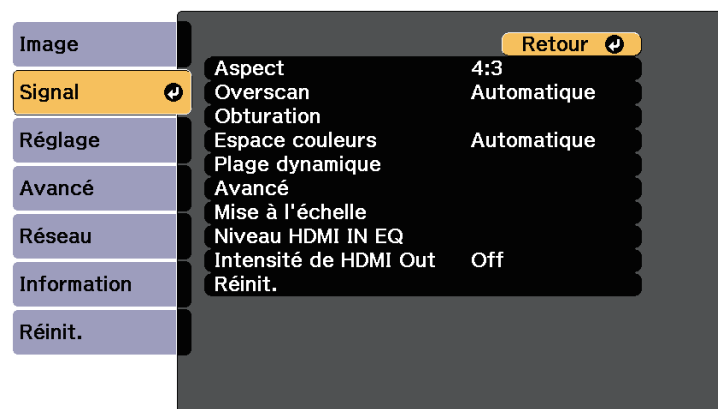 Image
Signal
Réglage
Avancé
Réseau
Information
Réinit.
Retour
Aspect 4:3
Overscan Automatique
Obturation
Espace couleurs Automatique
Plage dynamique
Avancé
Mise à l'échelle
Niveau HDMI IN EQ
Intensité de HDMI Out Off
Réinit.